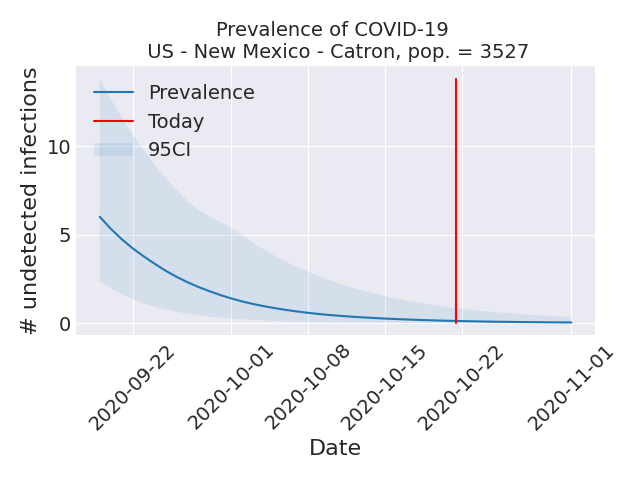 Prevalence of COVID-19
US - New Mexico - Catron, pop. = 3527
# undetected infections
10
5
0
Prevalence
Today
95CI
2020-09-22
2020-10-01
2020-10-08
2020-10-15
2020-10-22
2020-11-01
Date